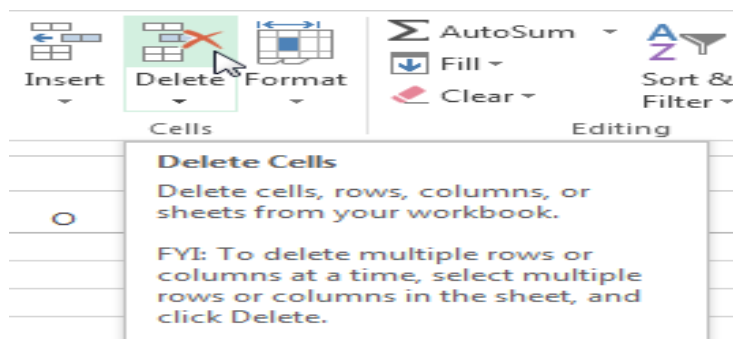 Insert
Delete
Format
AutoSum
Fill
Clear
Sort &
Filter
Cells
Editing
O
Delete Cells
Delete cells, rows, columns, or
sheets from your workbook.
FYI: To delete multiple rows or
columns at a time, select multiple
rows or columns in the sheet, and
click Delete.